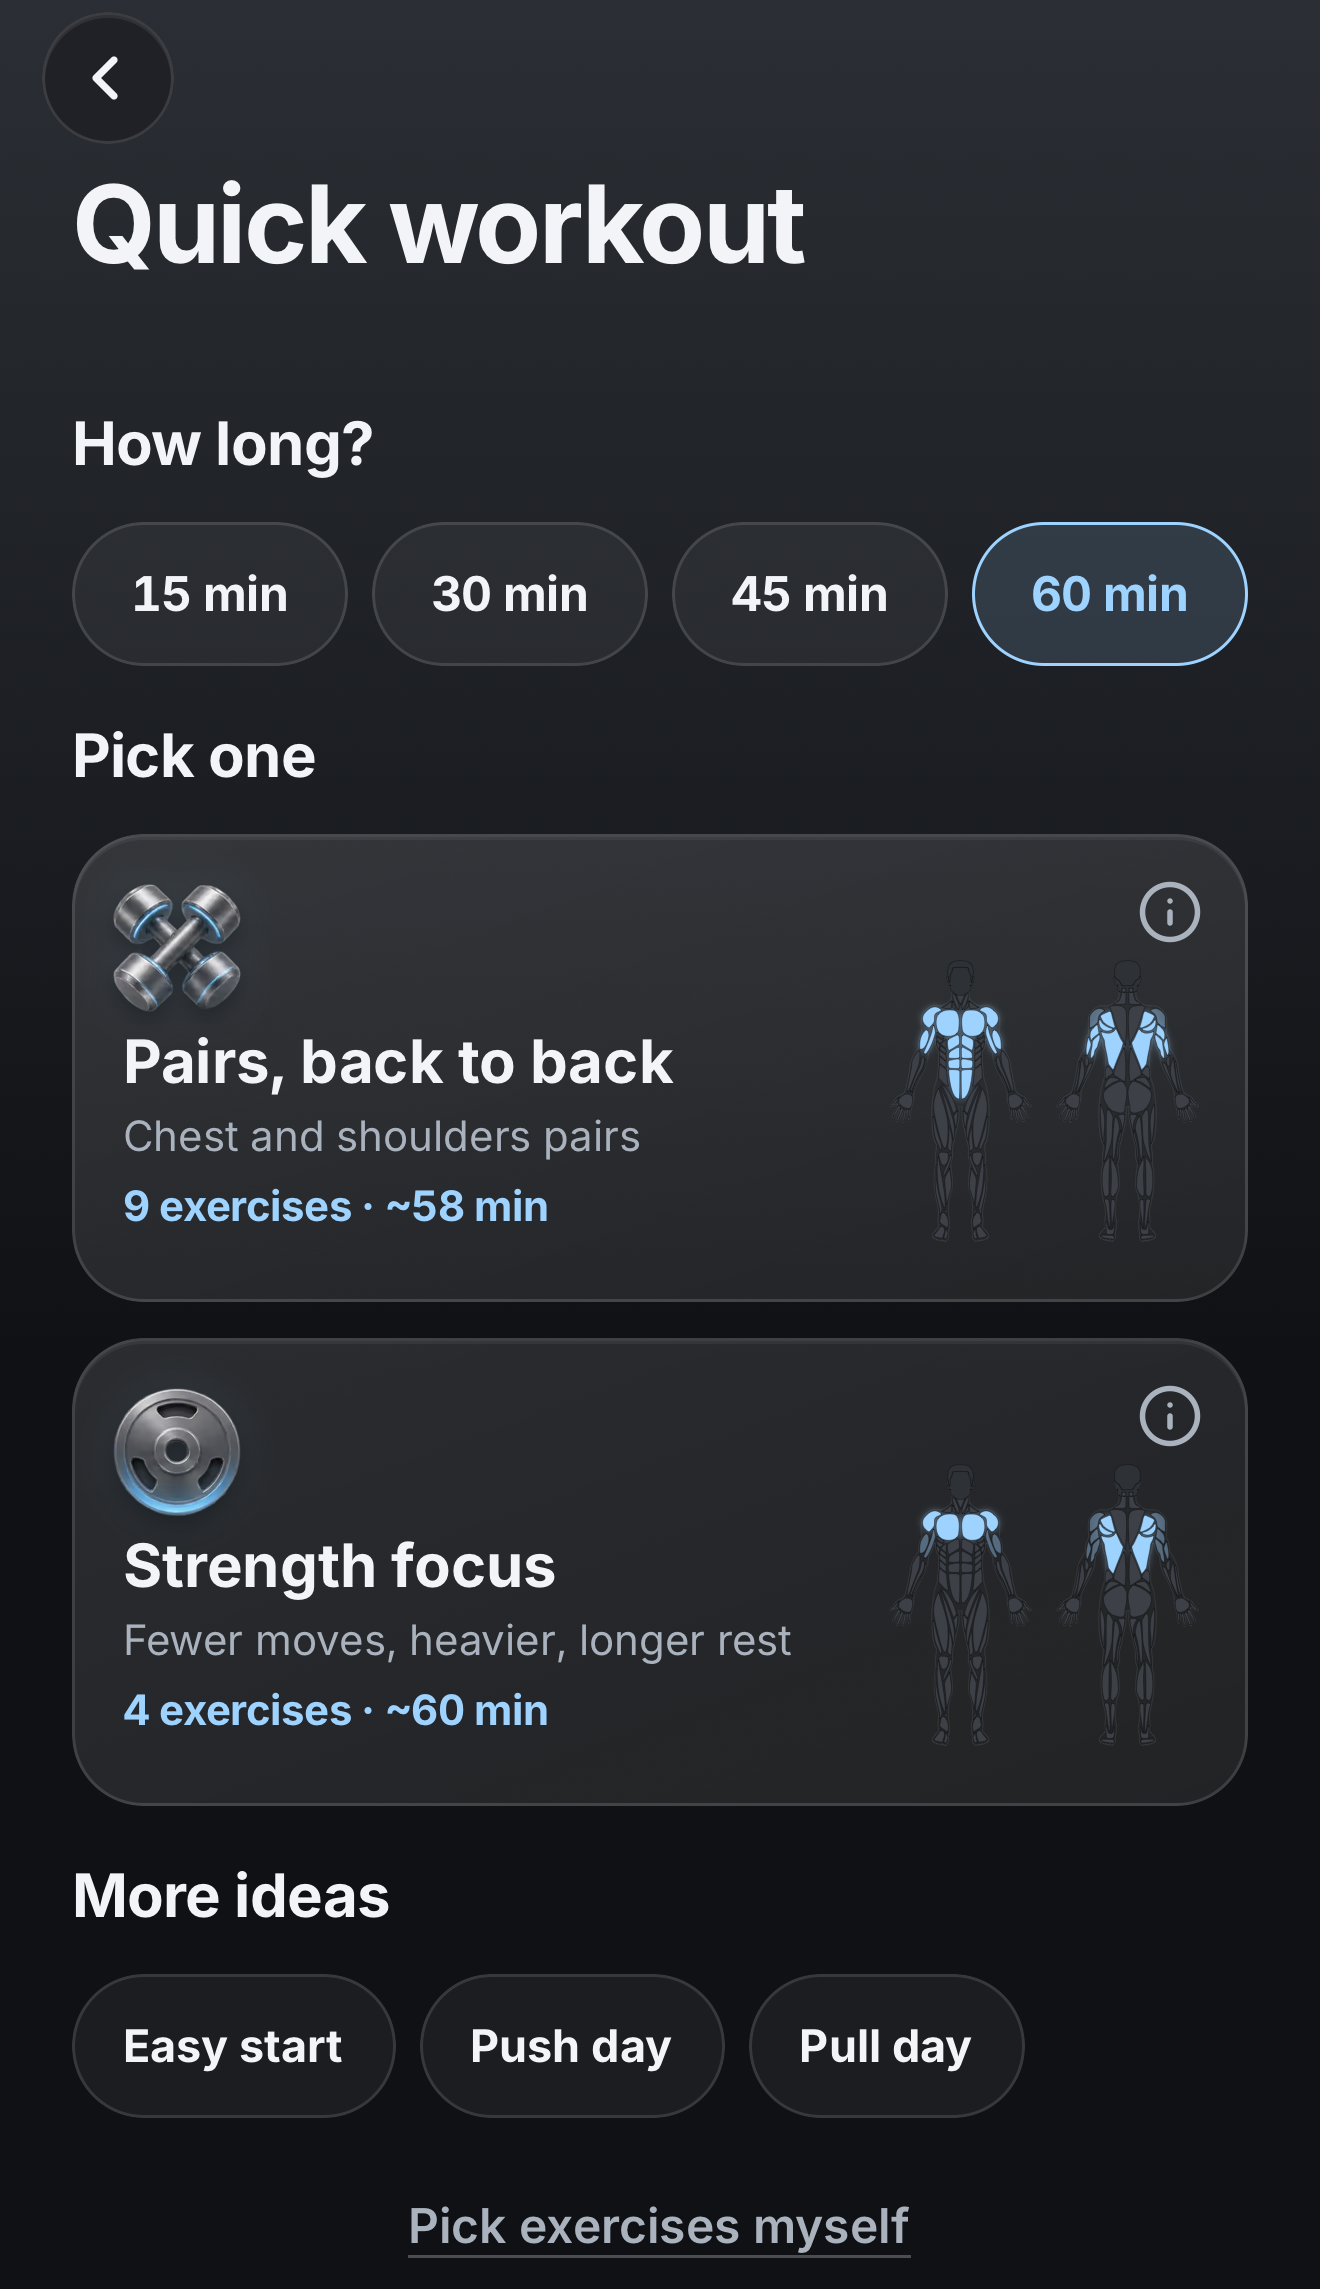 Quick workout
How long?
15 min
30 min
45 min
60 min
Pick one
Pairs, back to back
Chest and shoulders pairs
9 exercises · ~58 min
Strength focus
Fewer moves, heavier, longer rest
4 exercises · ~60 min
More ideas
Easy start
Push day
Pull day
Pick exercises myself